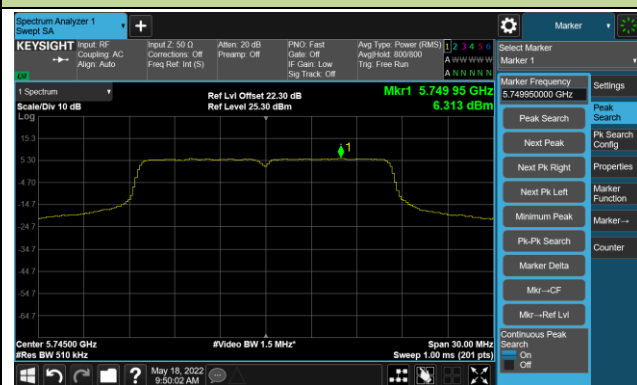 Spectrum Analyzer 1
Swept SA
Marker
KEYSIGHT
Input: RF
Coupling: AC
Align: Auto
Input Z: 50 Ω
Corrections: Off
Freq Ref: Int (S)
Atten: 20 dB
Preamp: Off
PNO: Fast
Gate: Off
IF Gain: Low
Sig Track: Off
Avg Type: Power (RMS)
Avg|Hold: 800/800
Trig: Free Run
1 2 3 4 5 6
A W W W W W
A N N N N N
Select Marker
Marker 1
1 Spectrum
Scale/Div 10 dB
Log
Ref Lvl Offset 22.30 dB
Ref Level 25.30 dBm
Mkr1 5.749 95 GHz
6.313 dBm
1
15.3
5.30
-4.70
-14.7
-24.7
-34.7
-44.7
-54.7
-64.7
Center 5.74500 GHz
#Res BW 510 kHz
#Video BW 1.5 MHz*
Span 30.00 MHz
Sweep 1.00 ms (201 pts)
Marker Frequency
5.749950000 GHz
Peak Search
Next Peak
Next Pk Right
Next Pk Left
Minimum Peak
Pk-Pk Search
Marker Delta
Mkr→CF
Mkr→Ref Lvl
Continuous Peak
Search
On
Off
Settings
Peak
Search
Pk Search
Config
Properties
Marker
Function
Marker→
Counter
May 18, 2022
9:50:02 AM